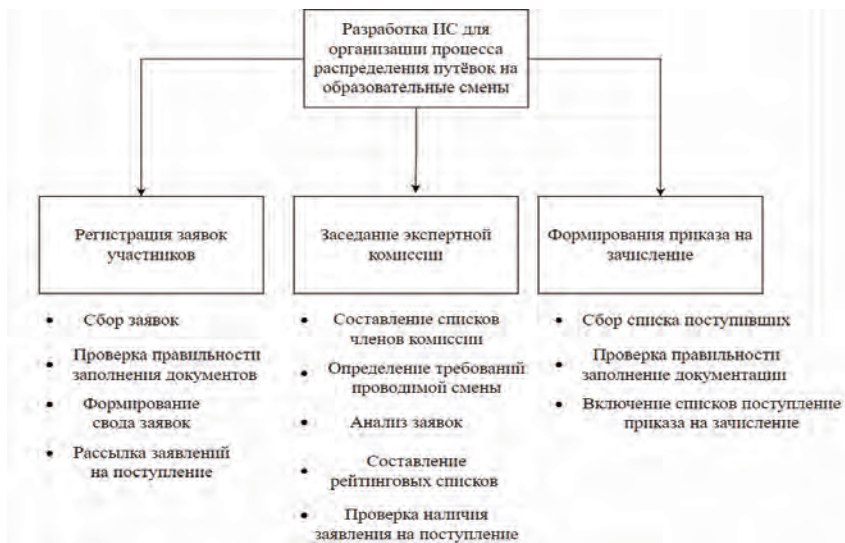 Разработка ИС для
организации процесса
распределения путёвок на
образовательные смены
Регистрация заявок
участников
• Сбор заявок
• Проверка правильности
заполнения документов
• Формирование
свода заявок
• Рассылка заявлений
на поступление
Заседание экспертной
комиссии
• Составление списков
членов комиссии
• Определение требований
проводимой смены
• Анализ заявок
• Составление
рейтинговых списков
• Проверка наличия
заявления на поступление
Формирования приказа на
зачисление
• Сбор списка поступивших
• Проверка правильности
заполнение документации
• Включение списков поступление
приказа на зачисление